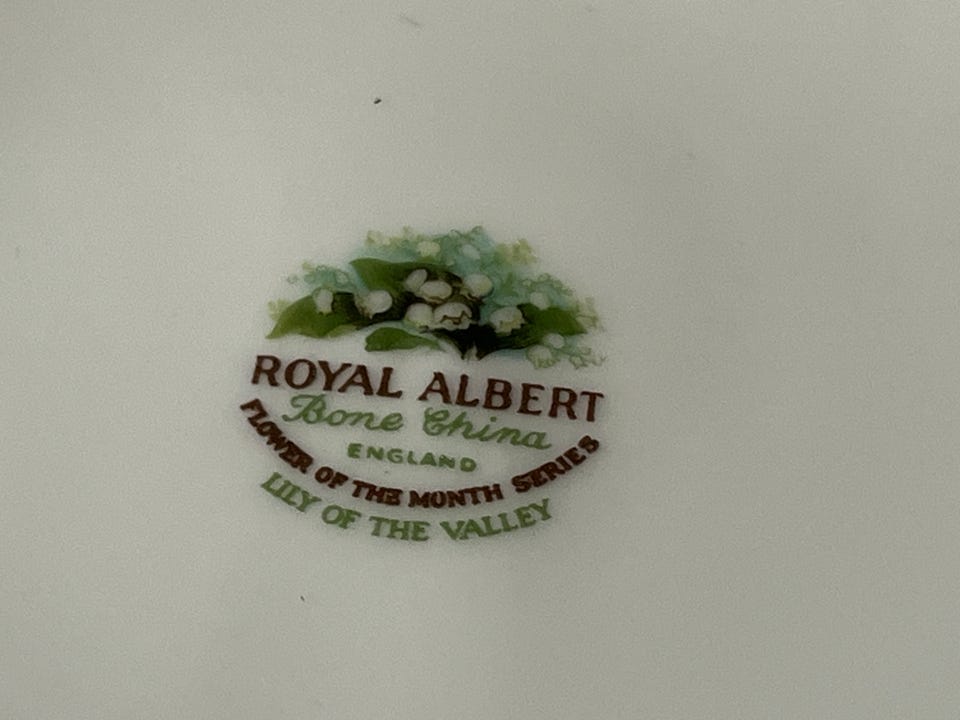 ROYAL ALBERT
Bone China
ENGLAND
FLOWER OF THE MONTH SERIES
LILY OF THE VALLEY